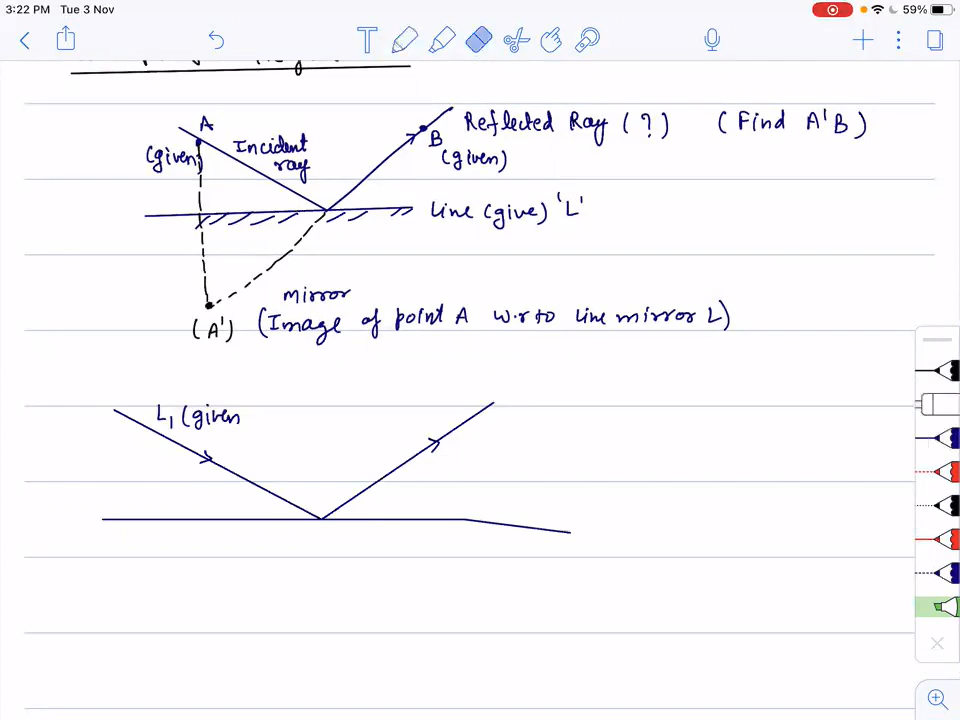 3:22 PM Tue 3 Nov
59%
A
Reflected Ray (?) (Find A'B)
(given)
Incident
ray
B
(given)
Line (give) 'L'
mirror
(A') (Image of point A w.r to line mirror L)
L₁ (given